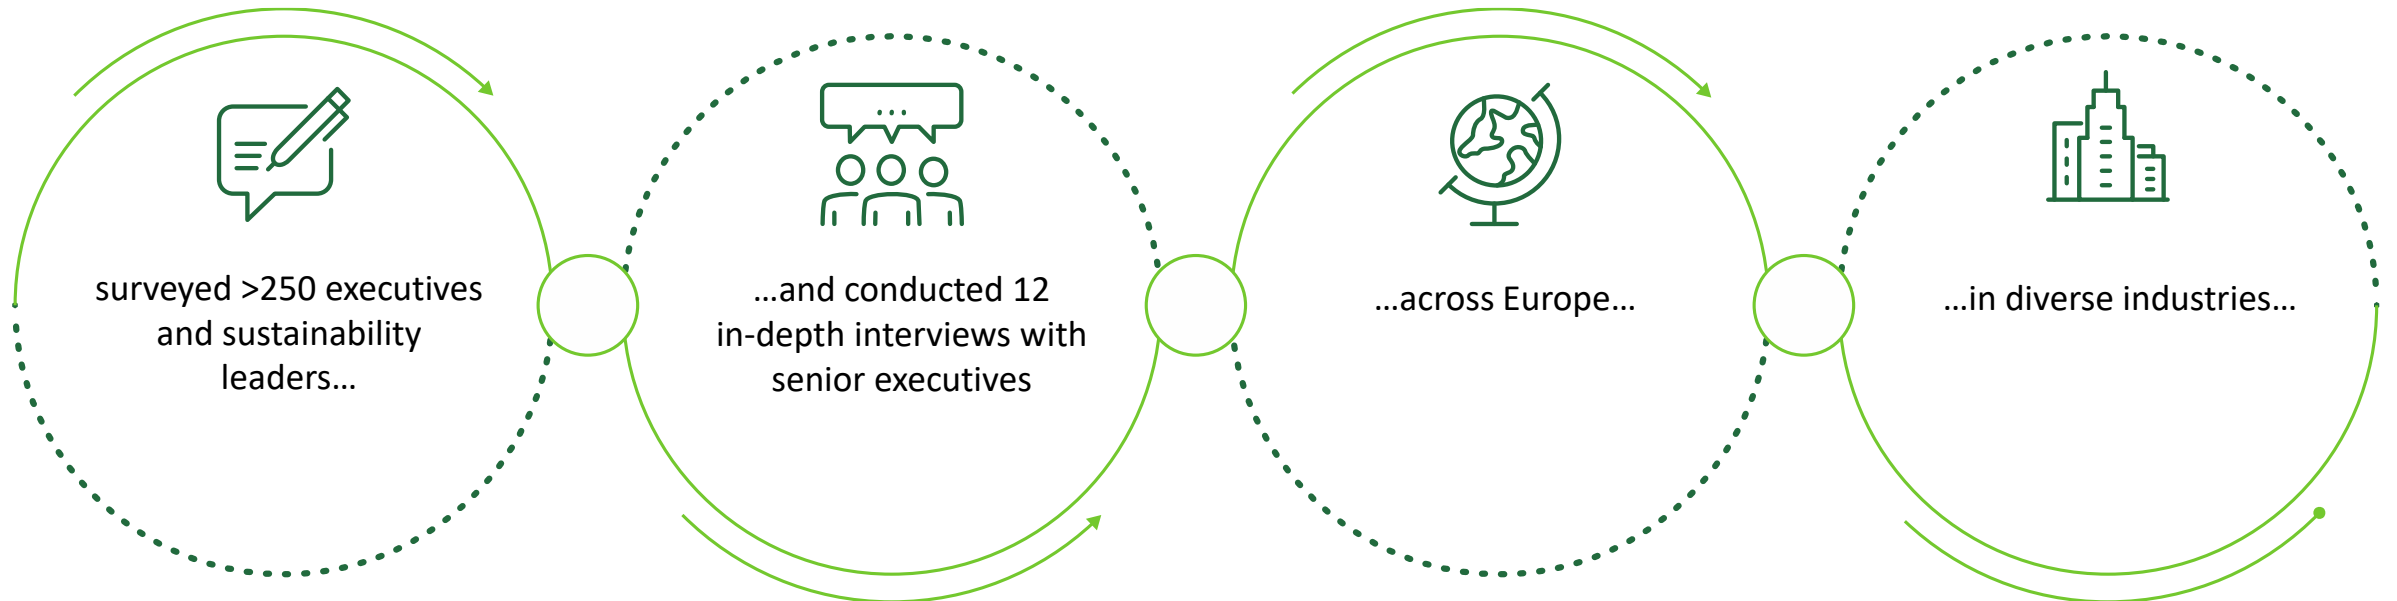 surveyed >250 executives
and sustainability
leaders…
…and conducted 12
in-depth interviews with
senior executives
…across Europe…
…in diverse industries…